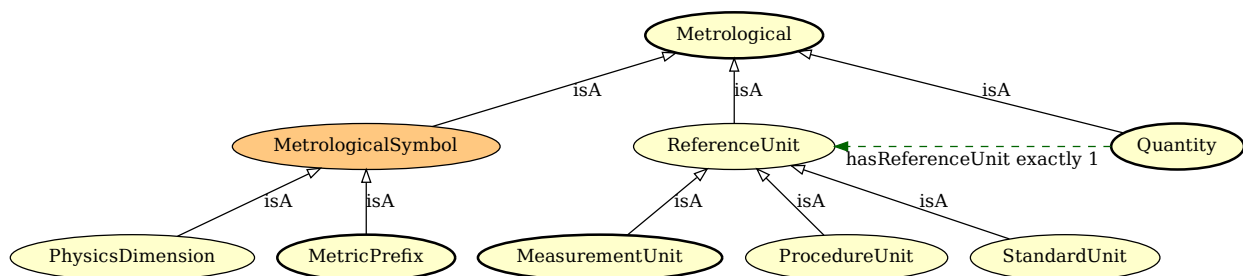 Metrological
isA
isA
isA
MetrologicalSymbol
ReferenceUnit
Quantity
hasReferenceUnit exactly 1
isA
isA
isA
isA
isA
PhysicsDimension
MetricPrefix
MeasurementUnit
ProcedureUnit
StandardUnit